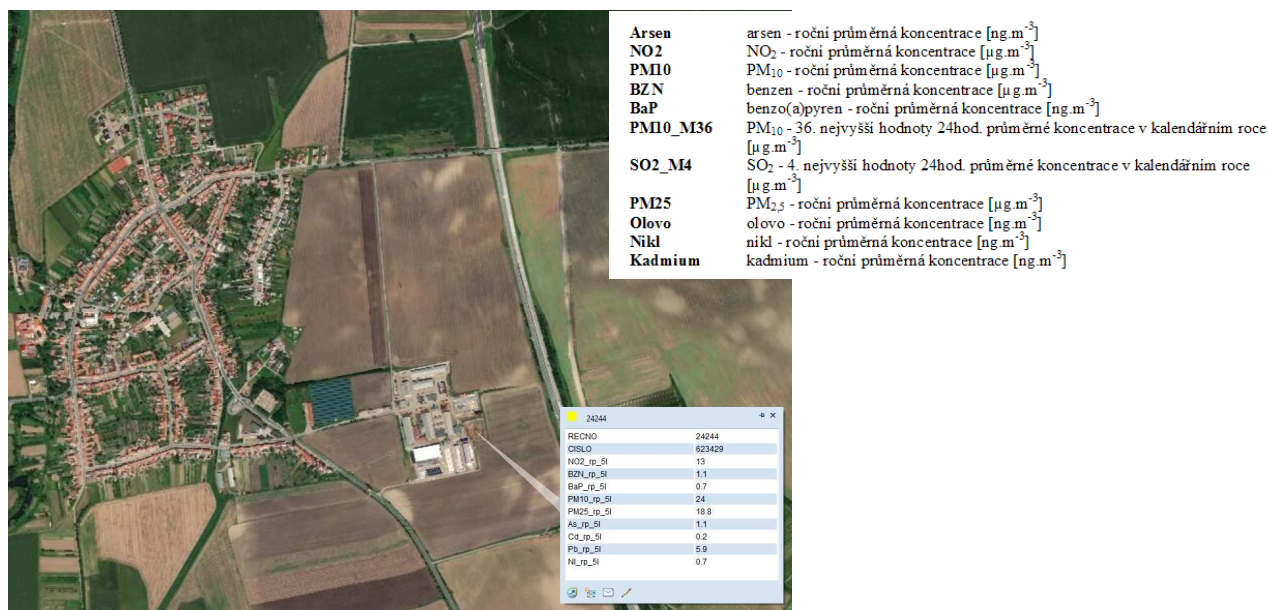 Arsen arsen - roční průměrná koncentrace [ng.m-3]
NO2 NO2 - roční průměrná koncentrace [µg.m-3]
PM10 PM10 - roční průměrná koncentrace [µg.m-3]
BZN benzen - roční průměrná koncentrace [µg.m-3]
BaP benzo(a)pyren - roční průměrná koncentrace [ng.m-3]
PM10_M36 PM10 - 36. nejvyšší hodnoty 24hod. průměrné koncentrace v kalendářním roce
[µg.m-3]
SO2_M4 SO2 - 4. nejvyšší hodnoty 24hod. průměrné koncentrace v kalendářním roce
[µg.m-3]
PM25 PM2,5 - roční průměrná koncentrace [µg.m-3]
Olovo olovo - roční průměrná koncentrace [ng.m-3]
Nikl nikl - roční průměrná koncentrace [ng.m-3]
Kadmium kadmium - roční průměrná koncentrace [ng.m-3]
24244
RECNO 24244
CISLO 623429
NO2_rp_5l 13
BZN_rp_5l 1.1
BaP_rp_5l 0.7
PM10_rp_5l 24
PM25_rp_5l 18.8
As_rp_5l 1.1
Cd_rp_5l 0.2
Pb_rp_5l 5.9
NI_rp_5l 0.7